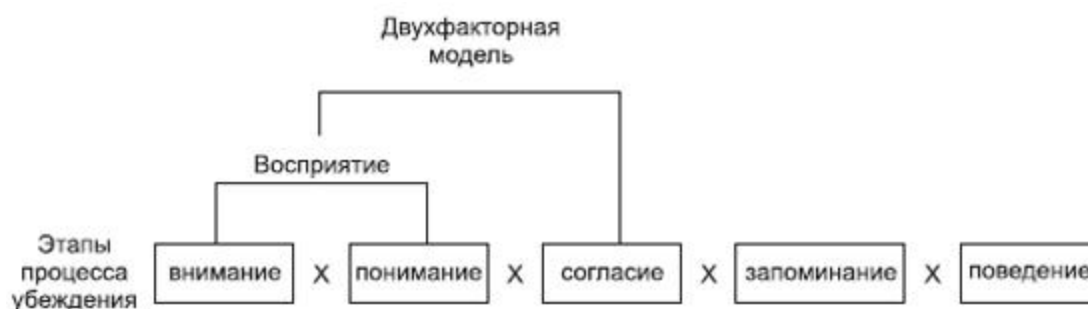 Двухфакторная
модель
Восприятие
Этапы
процесса
убеждения
внимание X понимание X согласие X запоминание X поведение